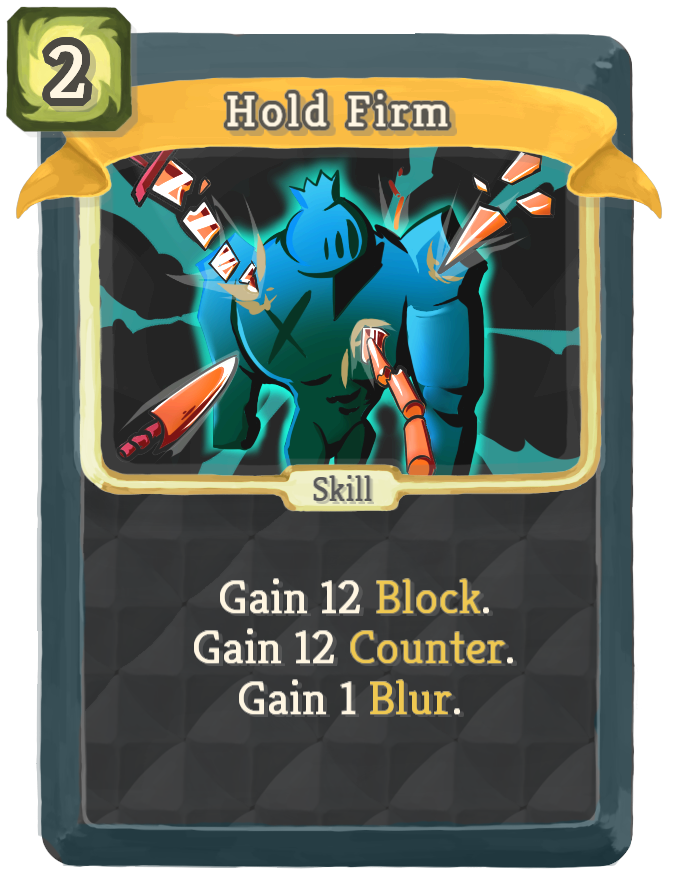 2
Hold Firm
Skill
Gain 12 Block.
Gain 12 Counter.
Gain 1 Blur.